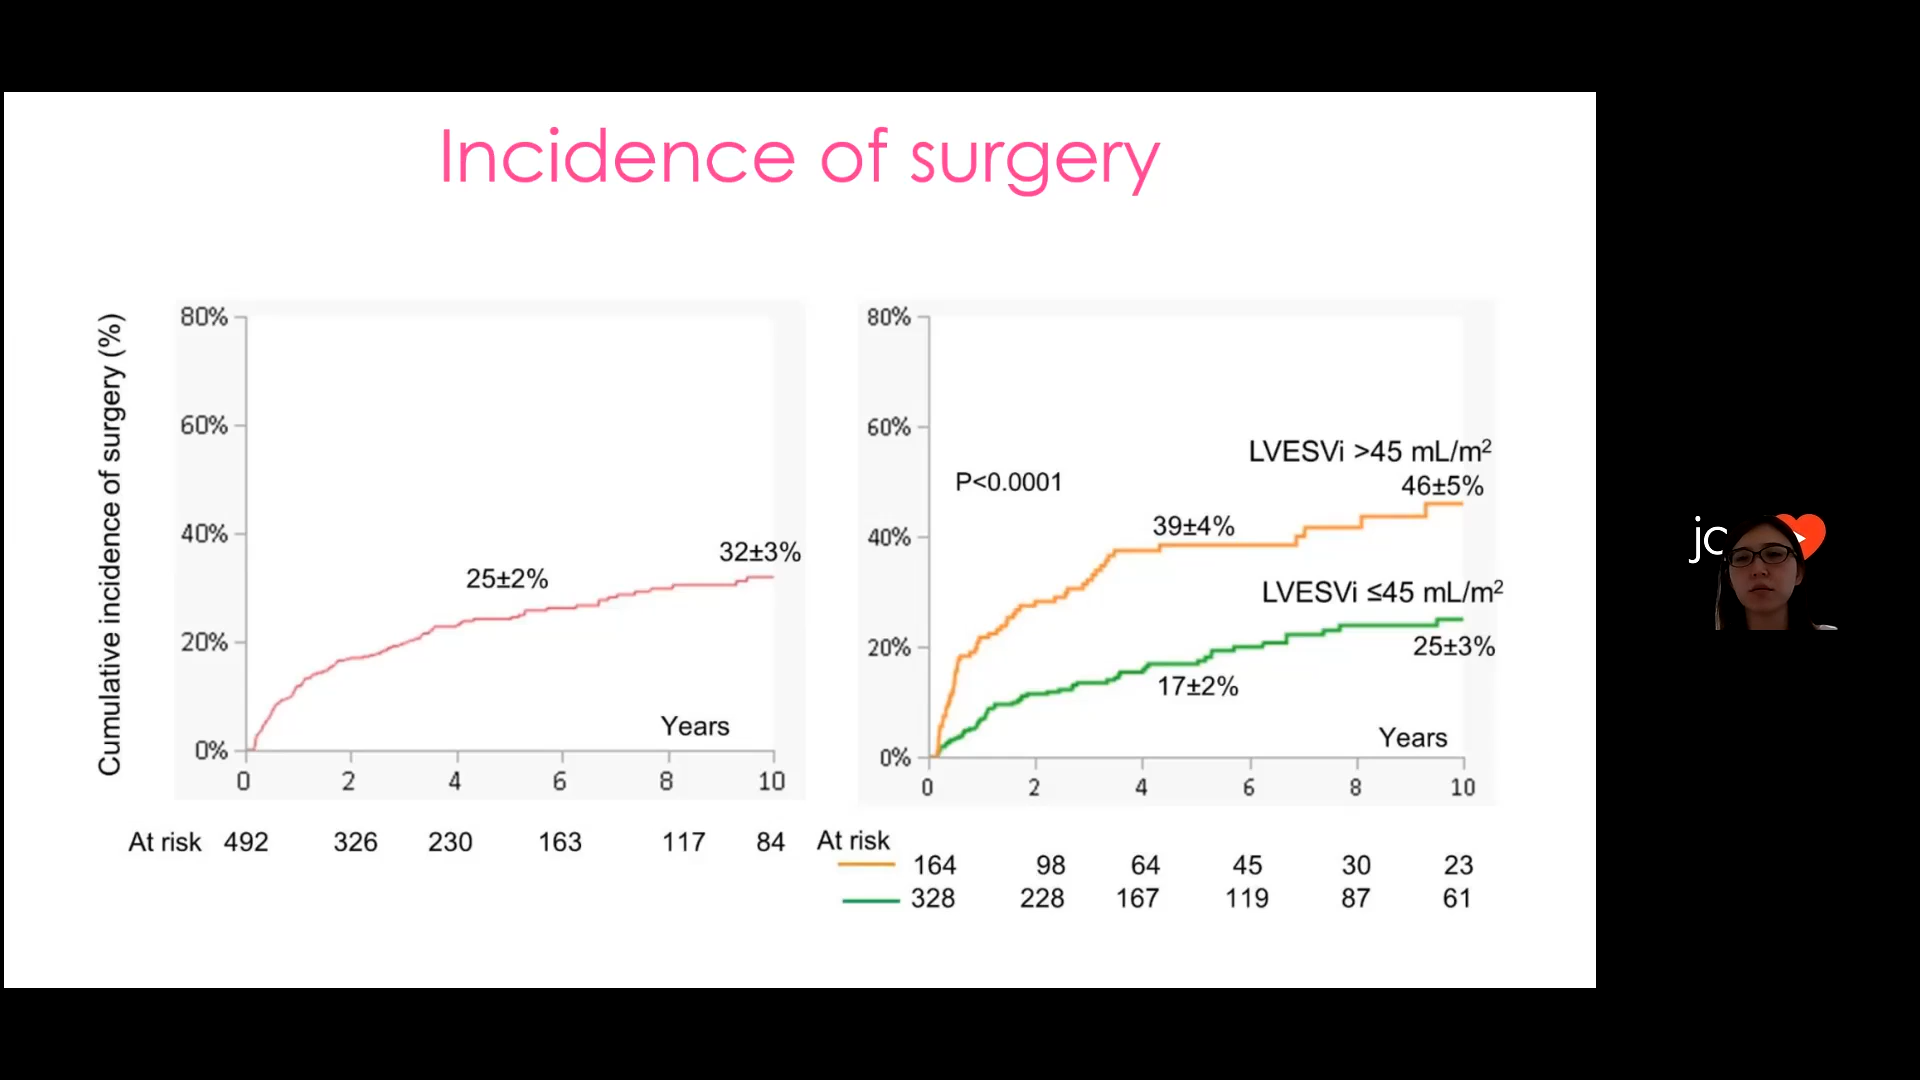 Incidence of surgery
Cumulative incidence of surgery (%)
80%
60%
40%
20%
0%
25±2%
32±3%
Years
0 2 4 6 8 10
At risk 492 326 230 163 117 84
80%
60%
40%
20%
0%
P<0.0001
LVESVi >45 mL/m²
46±5%
39±4%
LVESVi ≤45 mL/m²
25±3%
17±2%
Years
0 2 4 6 8 10
At risk
164 98 64 45 30 23
328 228 167 119 87 61
jc